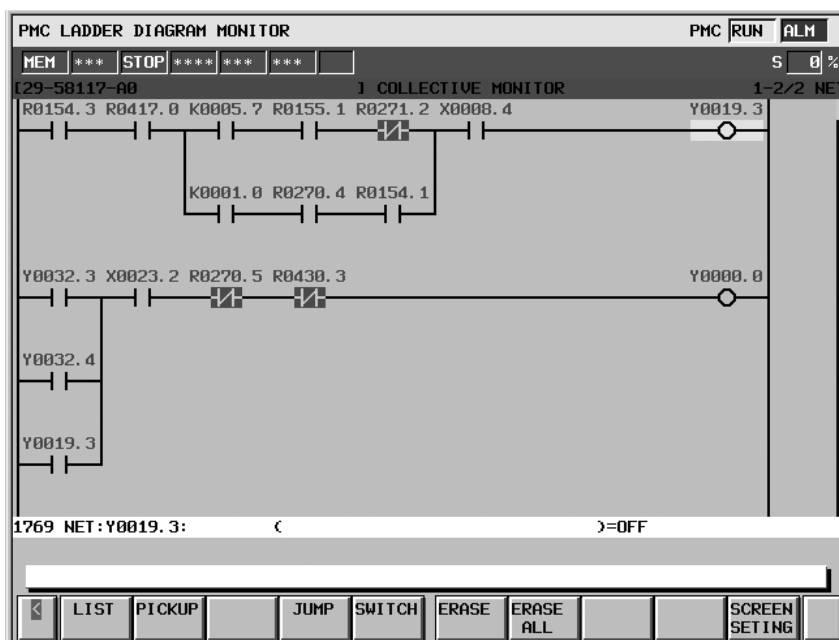 PMC LADDER DIAGRAM MONITOR PMC RUN ALM
MEM *** STOP **** *** *** S 0 %
[29-58117-A0 ] COLLECTIVE MONITOR 1-2/2 NE
R0154.3 R0417.0 K0005.7 R0155.1 R0271.2 X0008.4 Y0019.3
K0001.0 R0270.4 R0154.1
Y0032.3 X0023.2 R0270.5 R0430.3 Y0000.0
Y0032.4
Y0019.3
1769 NET:Y0019.3: ( )=OFF
< LIST PICKUP JUMP SWITCH ERASE ERASE ALL SCREEN SETING